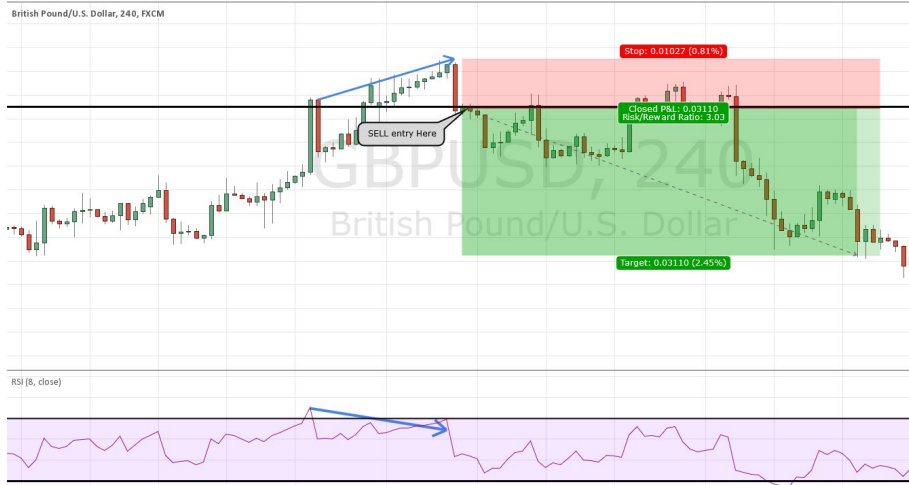 British Pound/U.S. Dollar, 240, FXCM
Stop: 0.01027 (0.81%)
Closed P&L: 0.03110
Risk/Reward Ratio: 3.03
SELL entry Here
GBPUSD, 240
British Pound/U.S. Dollar
Target: 0.03110 (2.45%)
RSI (8, close)